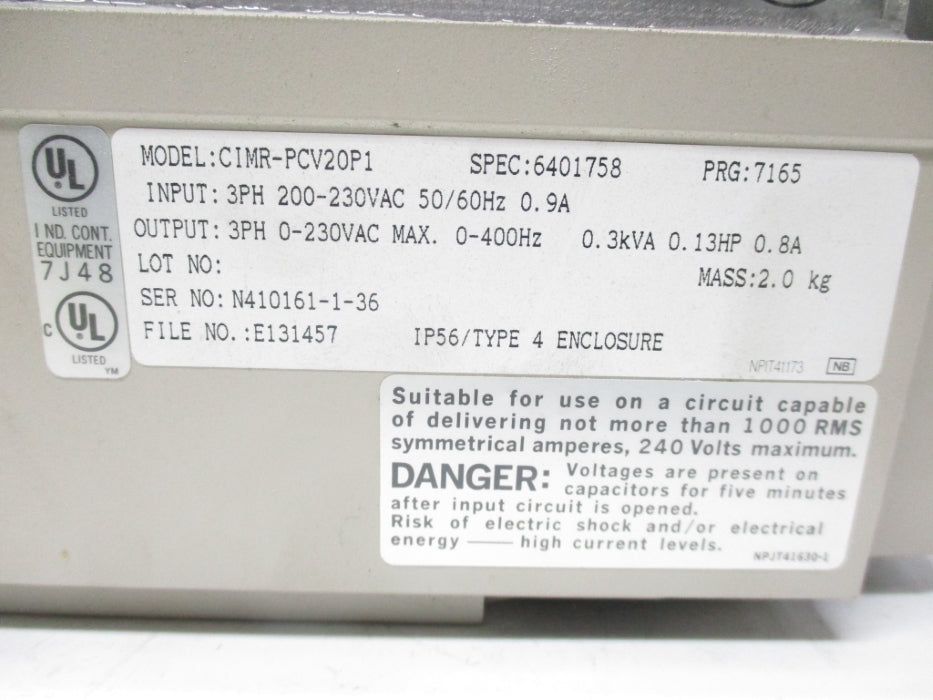 UL
LISTED
IND. CONT.
EQUIPMENT
7J48
C UL
LISTED
YM
MODEL:CIMR-PCV20P1 SPEC:6401758 PRG:7165
INPUT: 3PH 200-230VAC 50/60Hz 0.9A
OUTPUT: 3PH 0-230VAC MAX. 0-400Hz 0.3kVA 0.13HP 0.8A
LOT NO: MASS:2.0 kg
SER NO: N410161-1-36
FILE NO.:E131457 IP56/TYPE 4 ENCLOSURE
NPIT41173 NB
Suitable for use on a circuit capable
of delivering not more than 1000 RMS
symmetrical amperes, 240 Volts maximum.
DANGER: Voltages are present on
capacitors for five minutes
after input circuit is opened.
Risk of electric shock and/or electrical
energy — high current levels.
NPJT41630-1